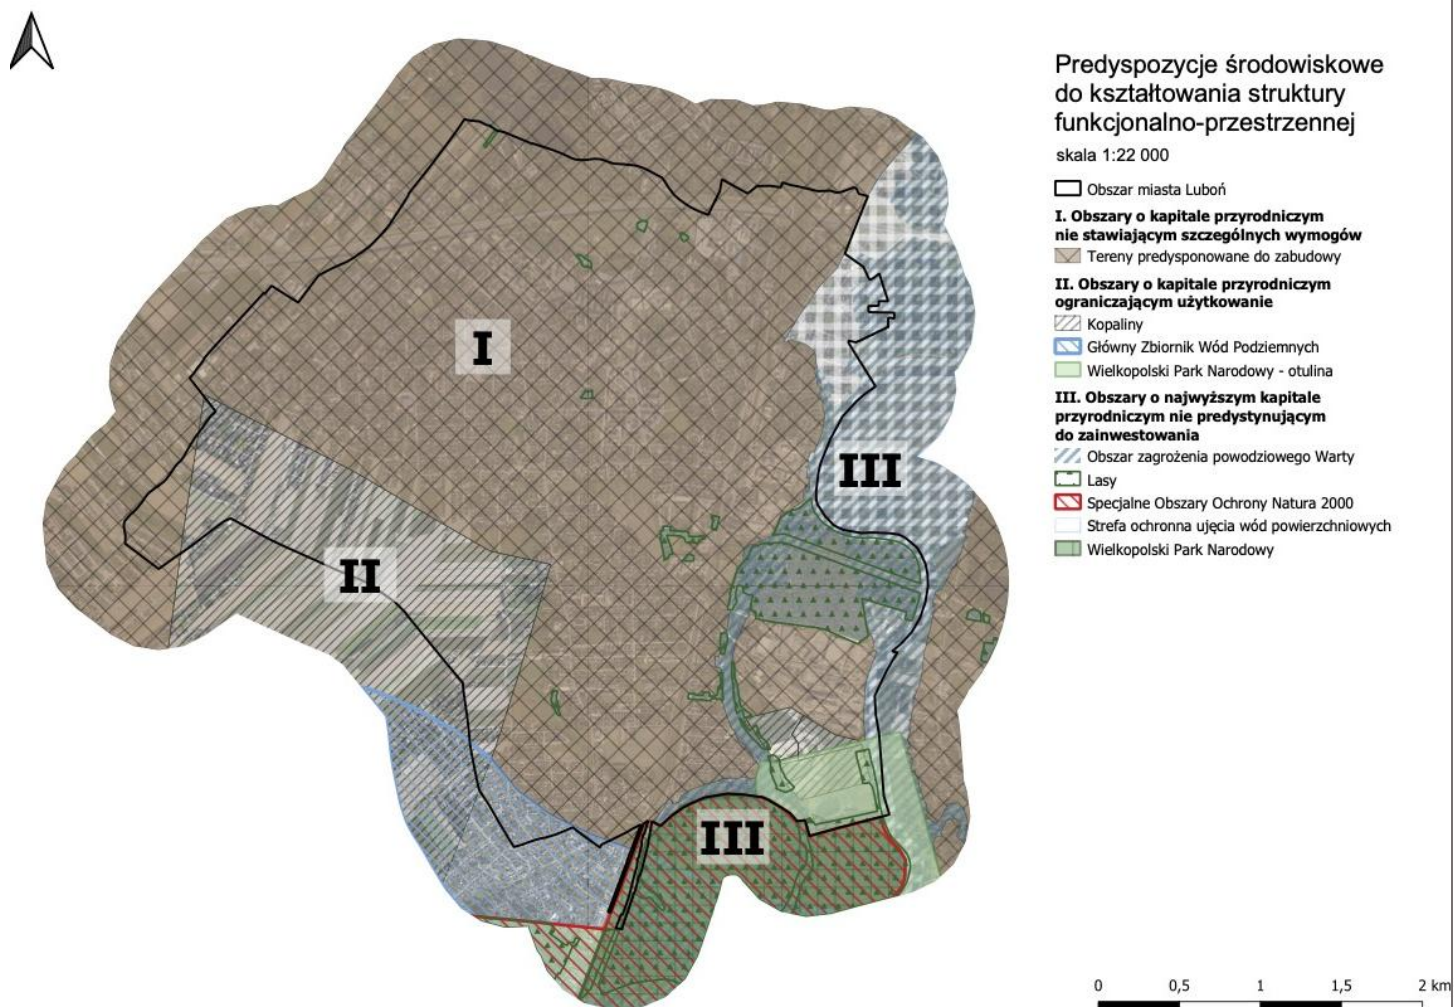 Predyspozycje środowiskowe
do kształtowania struktury
funkcjonalno-przestrzennej
skala 1:22 000
Obszar miasta Luboń
I. Obszary o kapitale przyrodniczym
nie stawiającym szczególnych wymogów
Tereny predysponowane do zabudowy
II. Obszary o kapitale przyrodniczym
ograniczającym użytkowanie
Kopaliny
Główny Zbiornik Wód Podziemnych
Wielkopolski Park Narodowy - otulina
III. Obszary o najwyższym kapitale
przyrodniczym nie predystynującym
do zainwestowania
Obszar zagrożenia powodziowego Warty
Lasy
Specjalne Obszary Ochrony Natura 2000
Strefa ochronna ujęcia wód powierzchniowych
Wielkopolski Park Narodowy
I
III
II
III
0 0,5 1 1,5 2 km